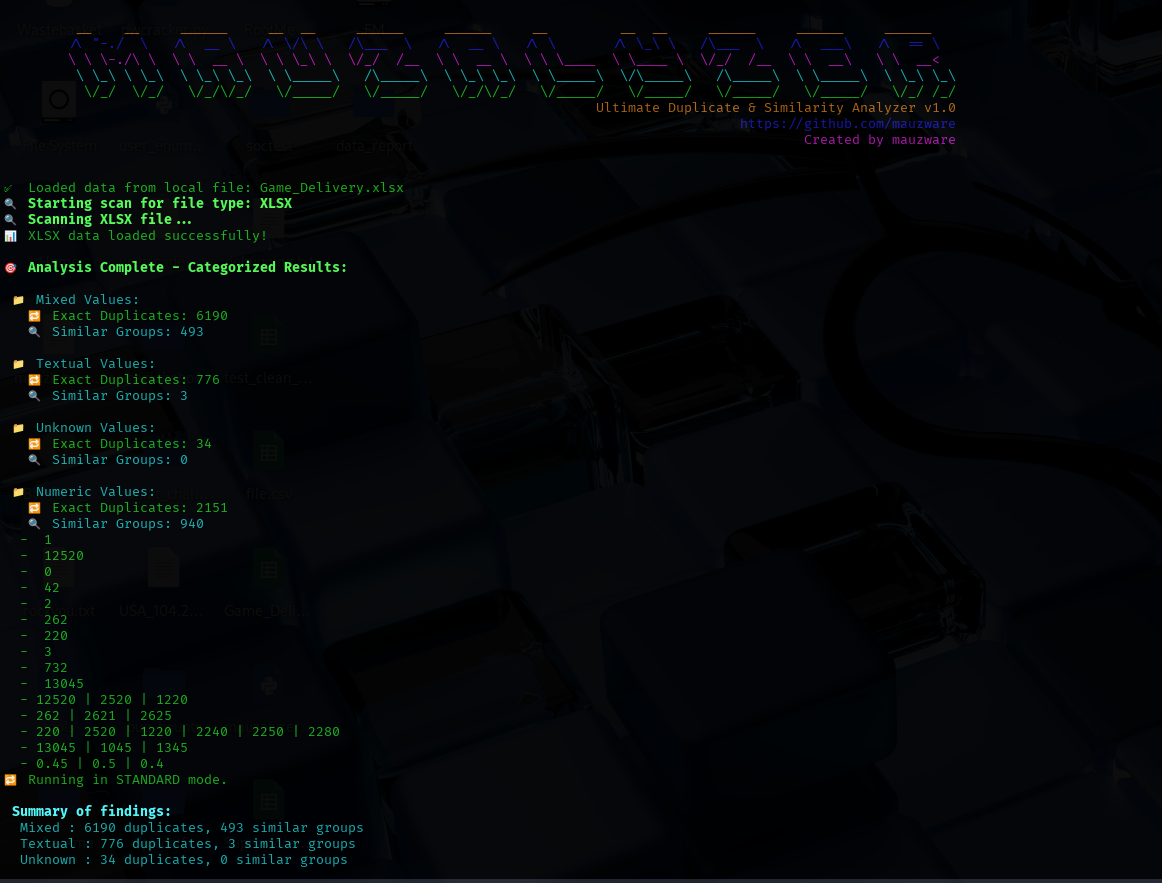 MAUZALYZER
Ultimate Duplicate & Similarity Analyzer v1.0
https://github.com/mauzware
Created by mauzware
✅ Loaded data from local file: Game_Delivery.xlsx
🔍 Starting scan for file type: XLSX
🔍 Scanning XLSX file...
📊 XLSX data loaded successfully!
🎯 Analysis Complete - Categorized Results:
📁 Mixed Values:
🔁 Exact Duplicates: 6190
🔍 Similar Groups: 493
📁 Textual Values:
🔁 Exact Duplicates: 776
🔍 Similar Groups: 3
📁 Unknown Values:
🔁 Exact Duplicates: 34
🔍 Similar Groups: 0
📁 Numeric Values:
🔁 Exact Duplicates: 2151
🔍 Similar Groups: 940
- 1
- 12520
- 0
- 42
- 2
- 262
- 220
- 3
- 732
- 13045
- 12520 | 2520 | 1220
- 262 | 2621 | 2625
- 220 | 2520 | 1220 | 2240 | 2250 | 2280
- 13045 | 1045 | 1345
- 0.45 | 0.5 | 0.4
🔁 Running in STANDARD mode.
Summary of findings:
Mixed : 6190 duplicates, 493 similar groups
Textual : 776 duplicates, 3 similar groups
Unknown : 34 duplicates, 0 similar groups